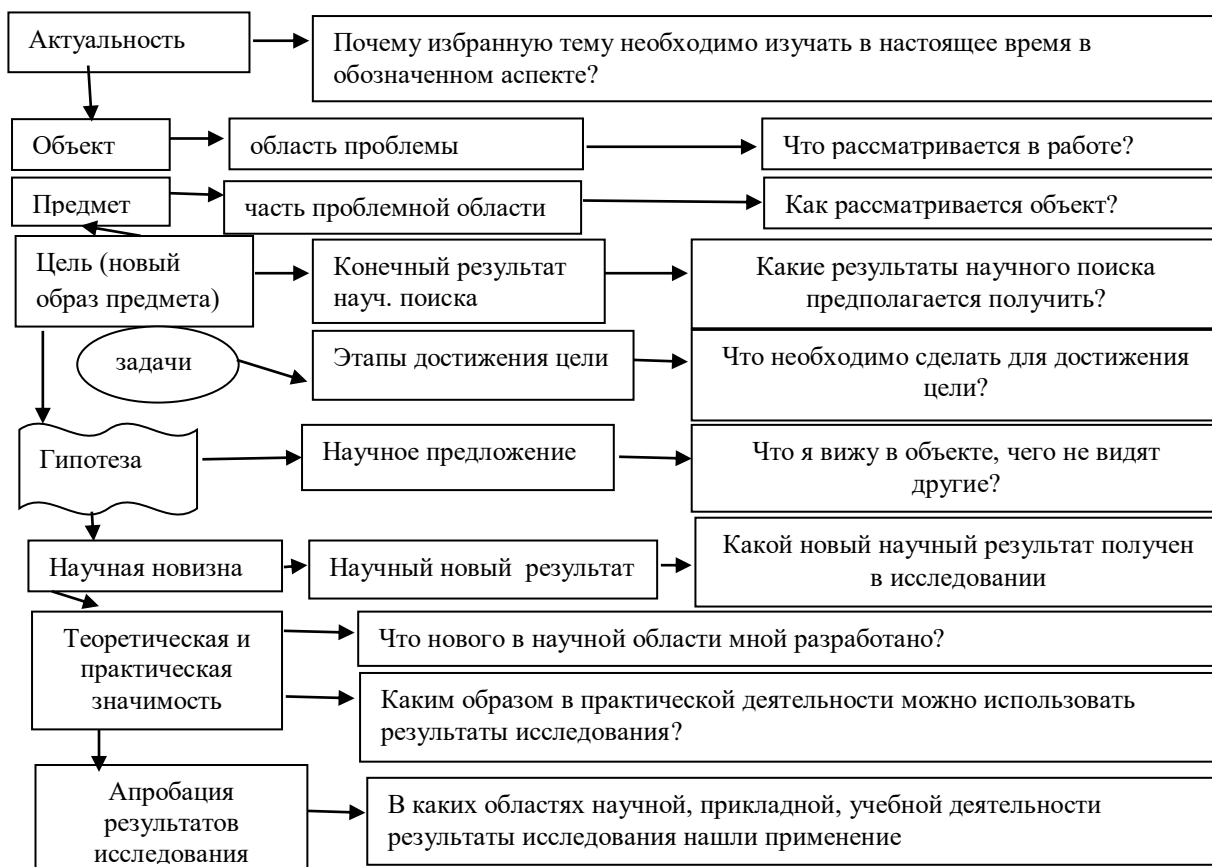 Актуальность
Почему избранную тему необходимо изучать в настоящее время в
обозначенном аспекте?
Объект
область проблемы
Что рассматривается в работе?
Предмет
часть проблемной области
Как рассматривается объект?
Цель (новый
образ предмета)
Конечный результат
науч. поиска
Какие результаты научного поиска
предполагается получить?
задачи
Этапы достижения цели
Что необходимо сделать для достижения
цели?
Гипотеза
Научное предложение
Что я вижу в объекте, чего не видят
другие?
Научная новизна
Научный новый результат
Какой новый научный результат получен
в исследовании
Теоретическая и
практическая
значимость
Что нового в научной области мной разработано?
Каким образом в практической деятельности можно использовать
результаты исследования?
Апробация
результатов
исследования
В каких областях научной, прикладной, учебной деятельности
результаты исследования нашли применение